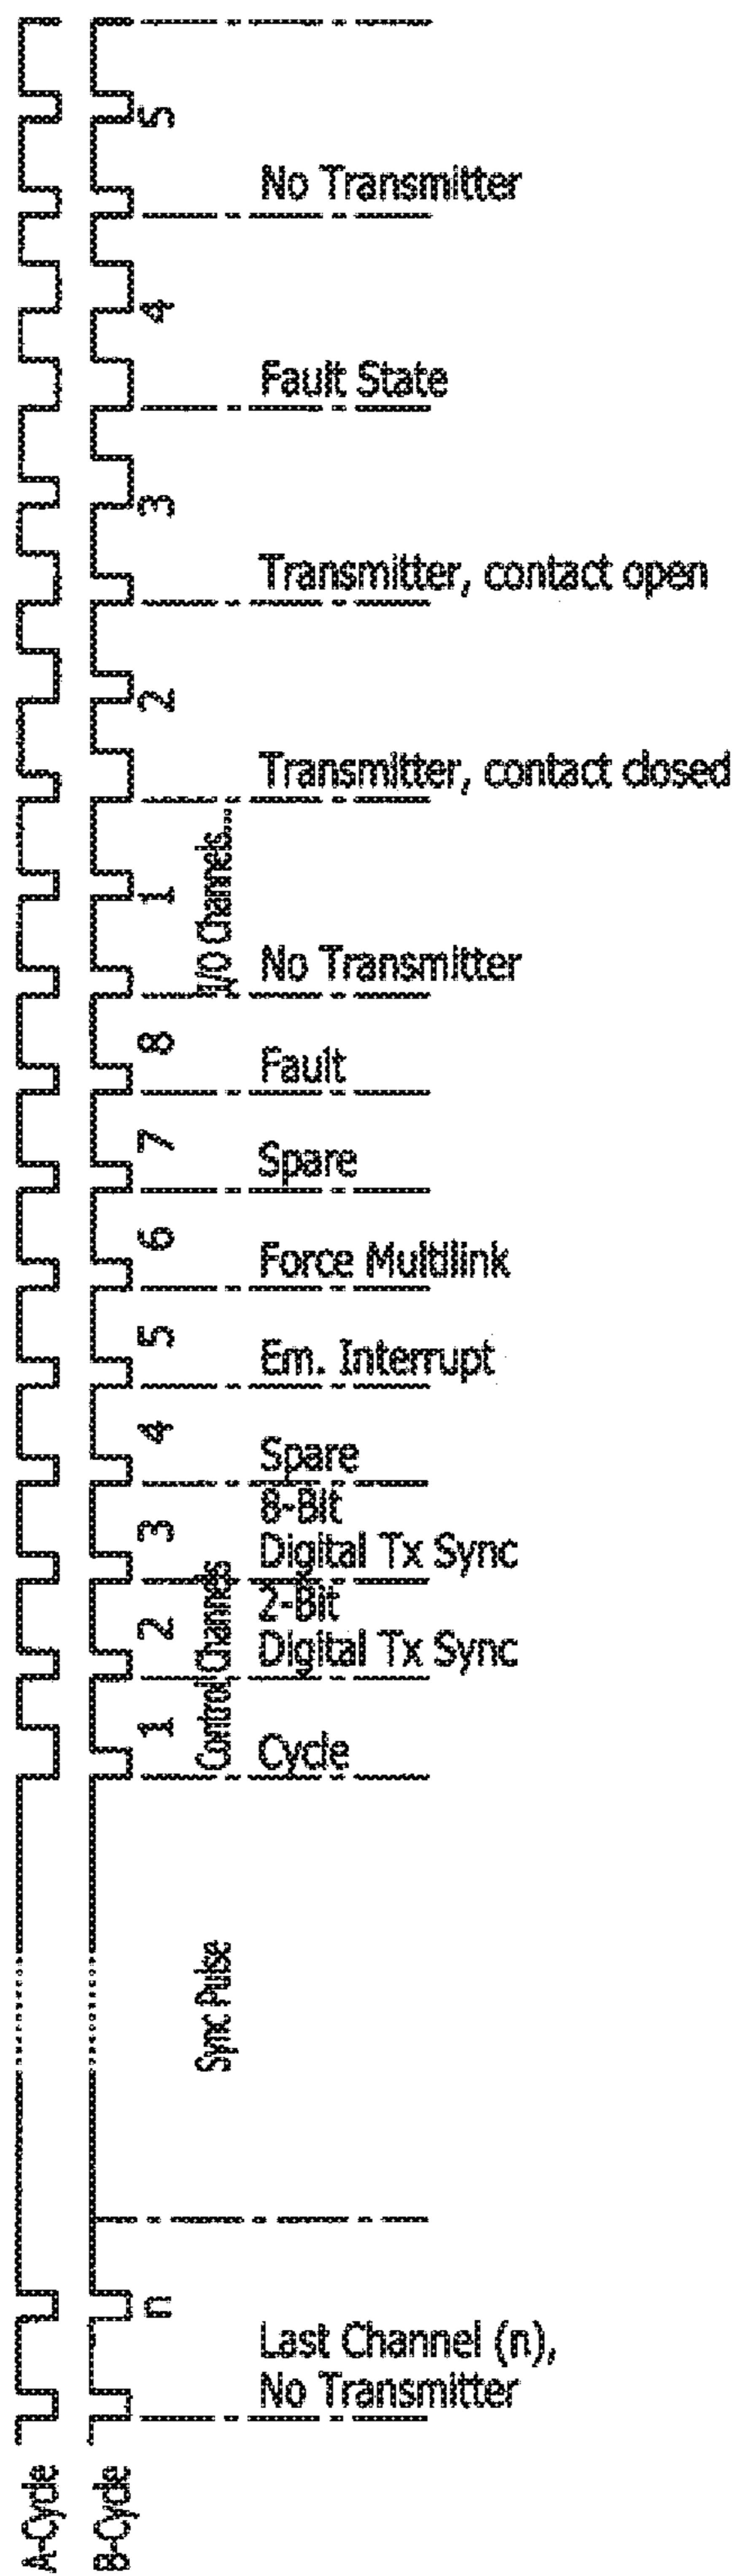 5
No Transmitter
4
Fault State
3
Transmitter, contact open
2
Transmitter, contact closed
1
I/O Channels...
No Transmitter
8
Fault
7
Spare
6
Force Multilink
5
Em. Interrupt
4
Spare
3
8-Bit
Digital Tx Sync
2
2-Bit
Digital Tx Sync
1
Control Channels
Cycle
Sync Pulse
n
Last Channel (n),
No Transmitter
A-Cycle
B-Cycle